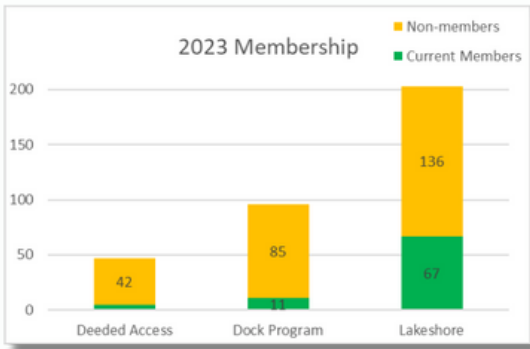 Non-members
2023 Membership
Current Members
200
150
136
100
85
50
42
67
11
0
Deeded Access Dock Program Lakeshore